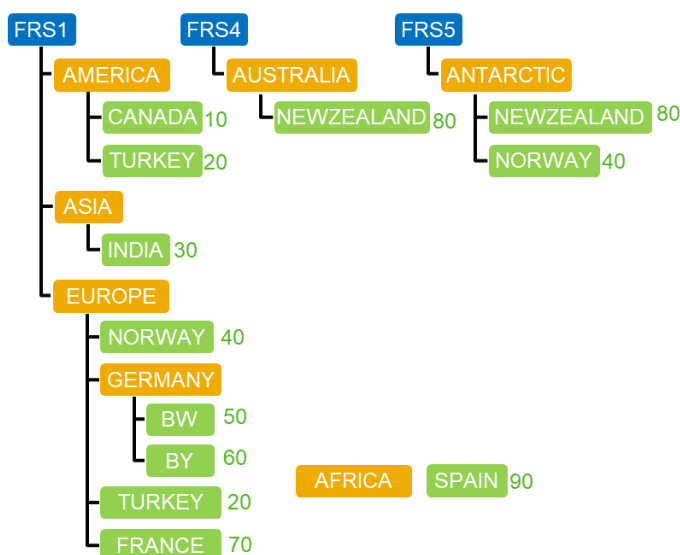 FRS1 FRS4 FRS5
AMERICA AUSTRALIA ANTARCTIC
CANADA 10 NEWZEALAND 80 NEWZEALAND 80
TURKEY 20 NORWAY 40
ASIA
INDIA 30
EUROPE
NORWAY 40
GERMANY
BW 50
BY 60
AFRICA SPAIN 90
TURKEY 20
FRANCE 70